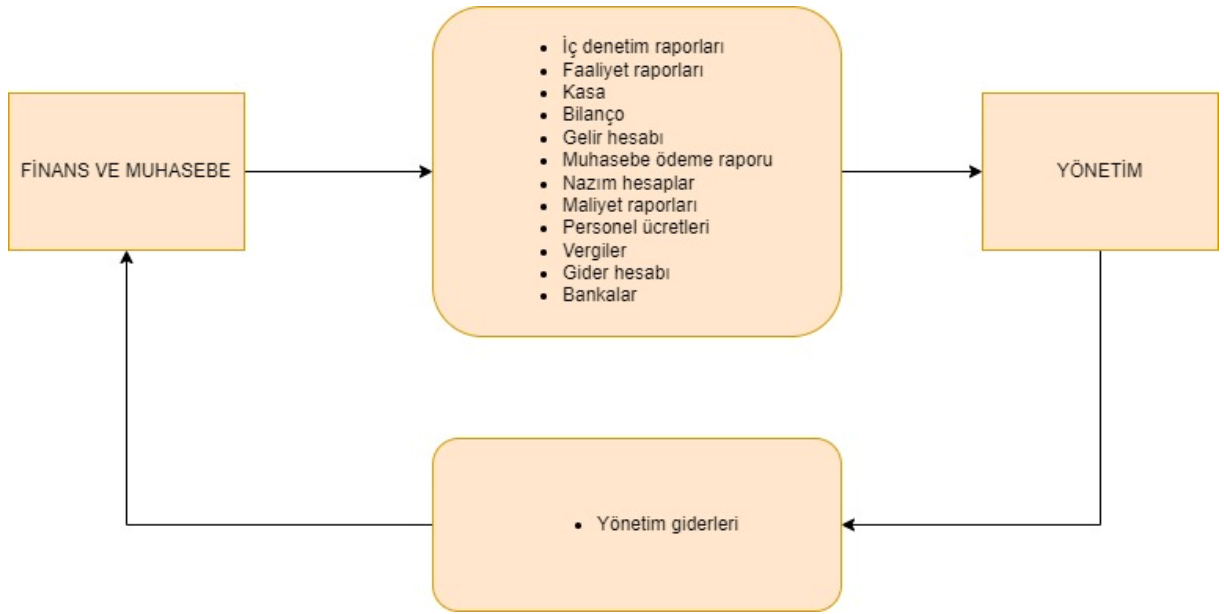 FİNANS VE MUHASEBE
• İç denetim raporları
• Faaliyet raporları
• Kasa
• Bilanço
• Gelir hesabı
• Muhasebe ödeme raporu
• Nazım hesaplar
• Maliyet raporları
• Personel ücretleri
• Vergiler
• Gider hesabı
• Bankalar
YÖNETİM
• Yönetim giderleri